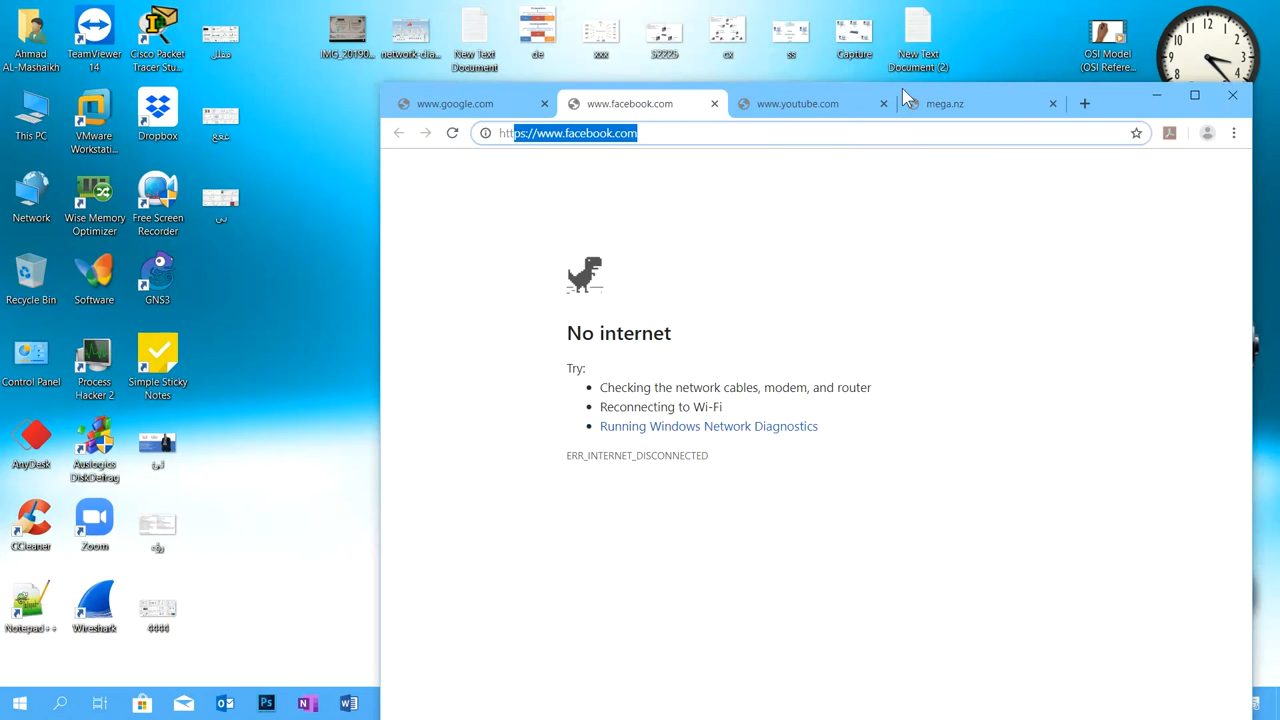 Ahmad
AL-Mashaikh
TeamViewer
14
Cisco Packet
Tracer Stu...
IMG_20190...
network dia...
New Text
Document
de
xxx
S2225
cx
ss
Capture
New Text
Document (2)
OSI Model
(OSI Refere...
www.google.com
www.facebook.com
www.youtube.com
mega.nz
https://www.facebook.com
This PC
VMware
Workstati...
Dropbox
Network
Wise Memory
Optimizer
Free Screen
Recorder
Recycle Bin
Software
GNS3
No internet
Try:
Checking the network cables, modem, and router
Reconnecting to Wi-Fi
Running Windows Network Diagnostics
ERR_INTERNET_DISCONNECTED
Control Panel
Process
Hacker 2
Simple Sticky
Notes
AnyDesk
Auslogics
DiskDefrag
CCleaner
Zoom
Notepad++
Wireshark
4444